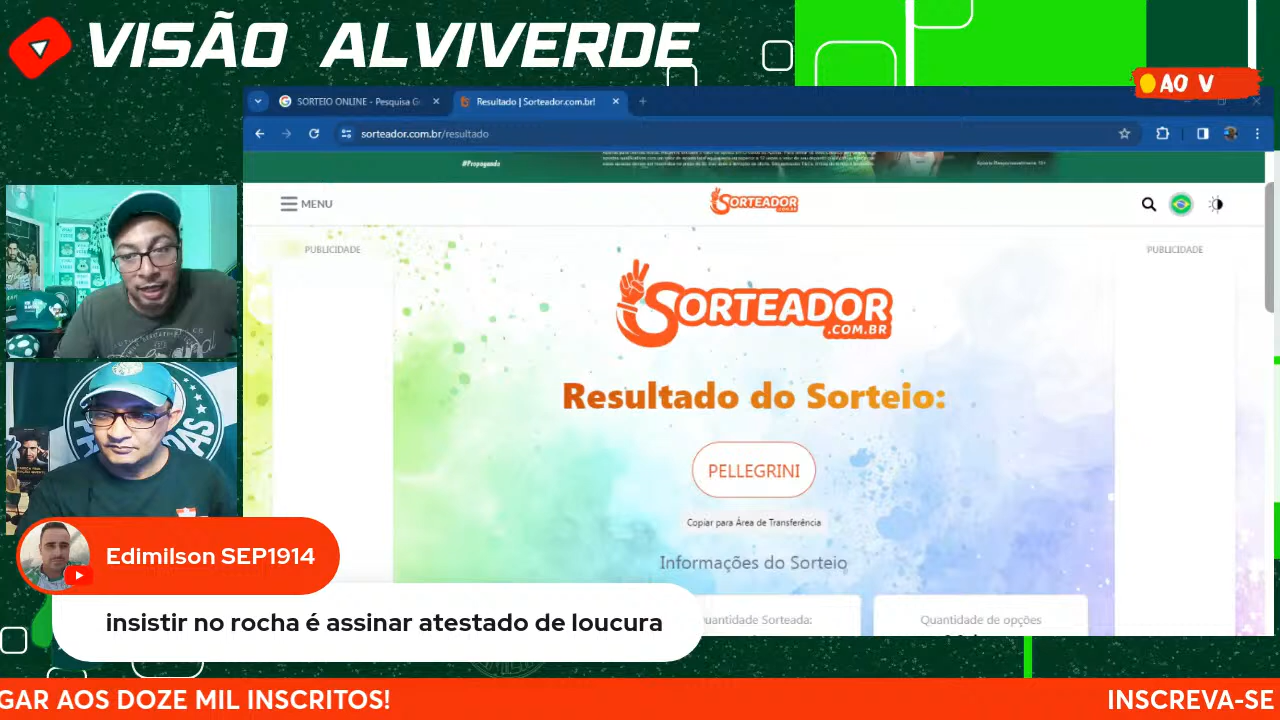 VISÃO ALVIVERDE
AO V
SORTEIO ONLINE - Pesquisa G
Resultado | Sorteador.com.br!
sorteador.com.br/resultado
#Propaganda
MENU
SORTEADOR
PUBLICIDADE
PUBLICIDADE
SORTEADOR
.COM.BR
Resultado do Sorteio:
PELLEGRINI
Copiar para Área de Transferência
Informações do Sorteio
uantidade Sorteada:
Quantidade de opções
Edimilson SEP1914
insistir no rocha é assinar atestado de loucura
GAR AOS DOZE MIL INSCRITOS!
INSCREVA-SE